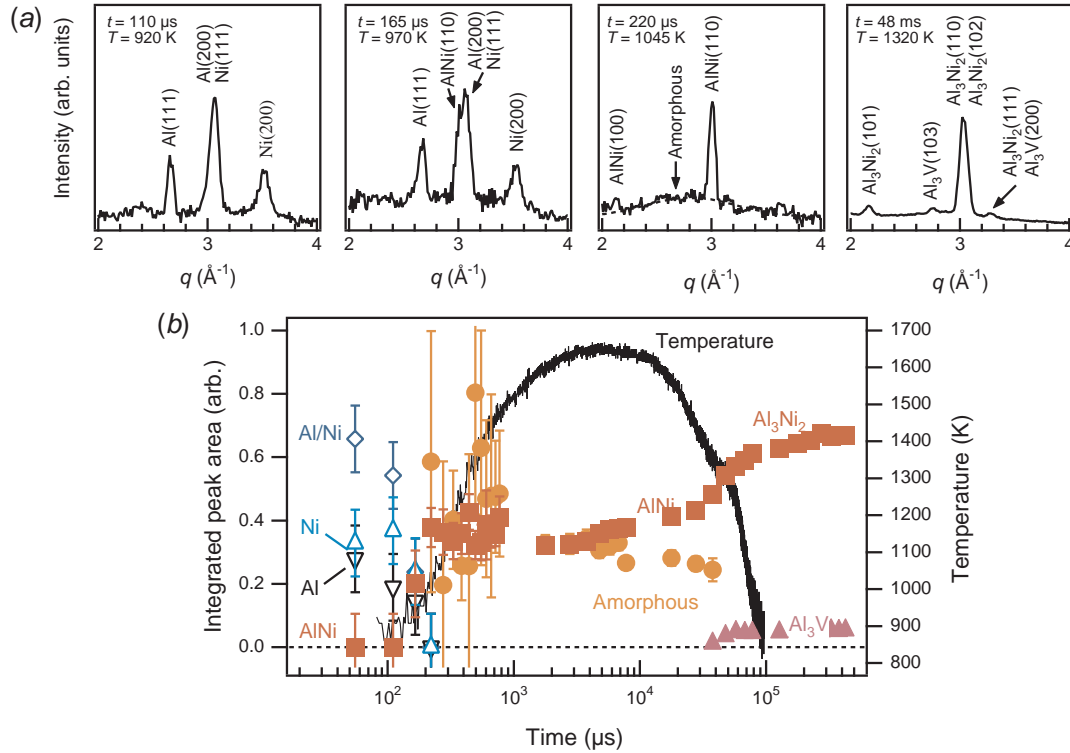 (a)
Intensity (arb. units)
t = 110 µs
T = 920 K
Al(111)
Al(200)
Ni(111)
Ni(200)
2 3 4
q (Å-1)
t = 165 µs
T = 970 K
Al(111)
AlNi(110)
Al(200)
Ni(111)
Ni(200)
2 3 4
q (Å-1)
t = 220 µs
T = 1045 K
AlNi(100)
Amorphous
AlNi(110)
2 3 4
q (Å-1)
t = 48 ms
T = 1320 K
Al3Ni2(101)
Al3V(103)
Al3Ni2(110)
Al3Ni2(102)
Al3Ni2(111)
Al3V(200)
2 3 4
q (Å-1)
(b)
Integrated peak area (arb.)
1.0
0.8
0.6
0.4
0.2
0.0
Al/Ni
Ni
Al
AlNi
Temperature
Al3Ni2
AlNi
Amorphous
Al3V
1700
1600
1500
1400
1300
1200
1100
1000
900
800
Temperature (K)
10² 10³ 10⁴ 10⁵
Time (µs)